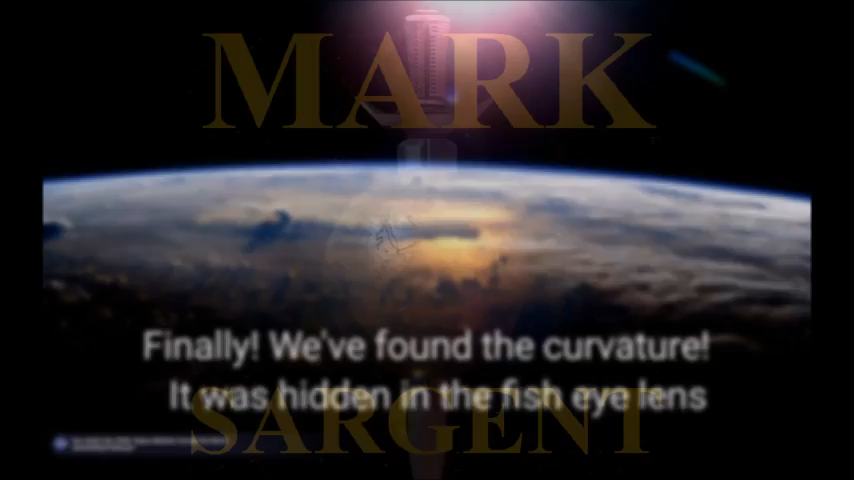 MARK
Finally! We've found the curvature!
It was hidden in the fish eye lens
SARGENT